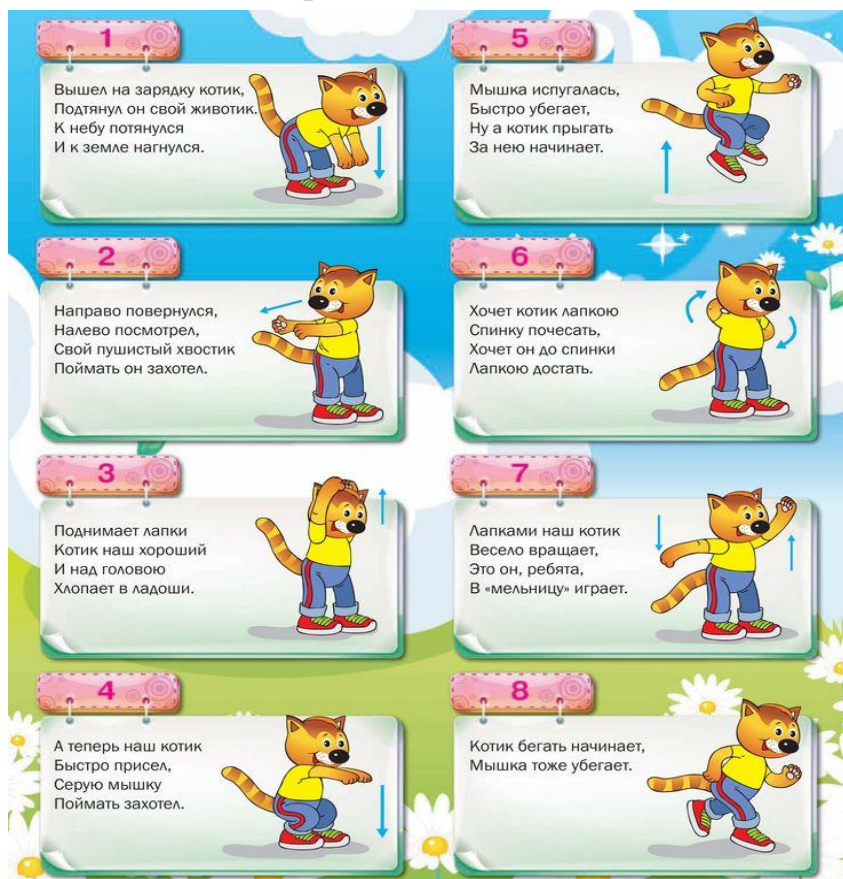 1
Вышел на зарядку котик,
Подтянул он свой животик.
К небу потянулся
И к земле нагнулся.
2
Направо повернулся,
Налево посмотрел,
Свой пушистый хвостик
Поймать он захотел.
3
Поднимает лапки
Котик наш хороший
И над головою
Хлопает в ладоши.
4
А теперь наш котик
Быстро присел,
Серую мышку
Поймать захотел.
5
Мышка испугалась,
Быстро убегает,
Ну а котик прыгать
За нею начинает.
6
Хочет котик лапкою
Спинку почесать,
Хочет он до спинки
Лапкою достать.
7
Лапками наш котик
Весело вращает,
Это он, ребята,
В «мельницу» играет.
8
Котик бегать начинает,
Мышка тоже убегает.